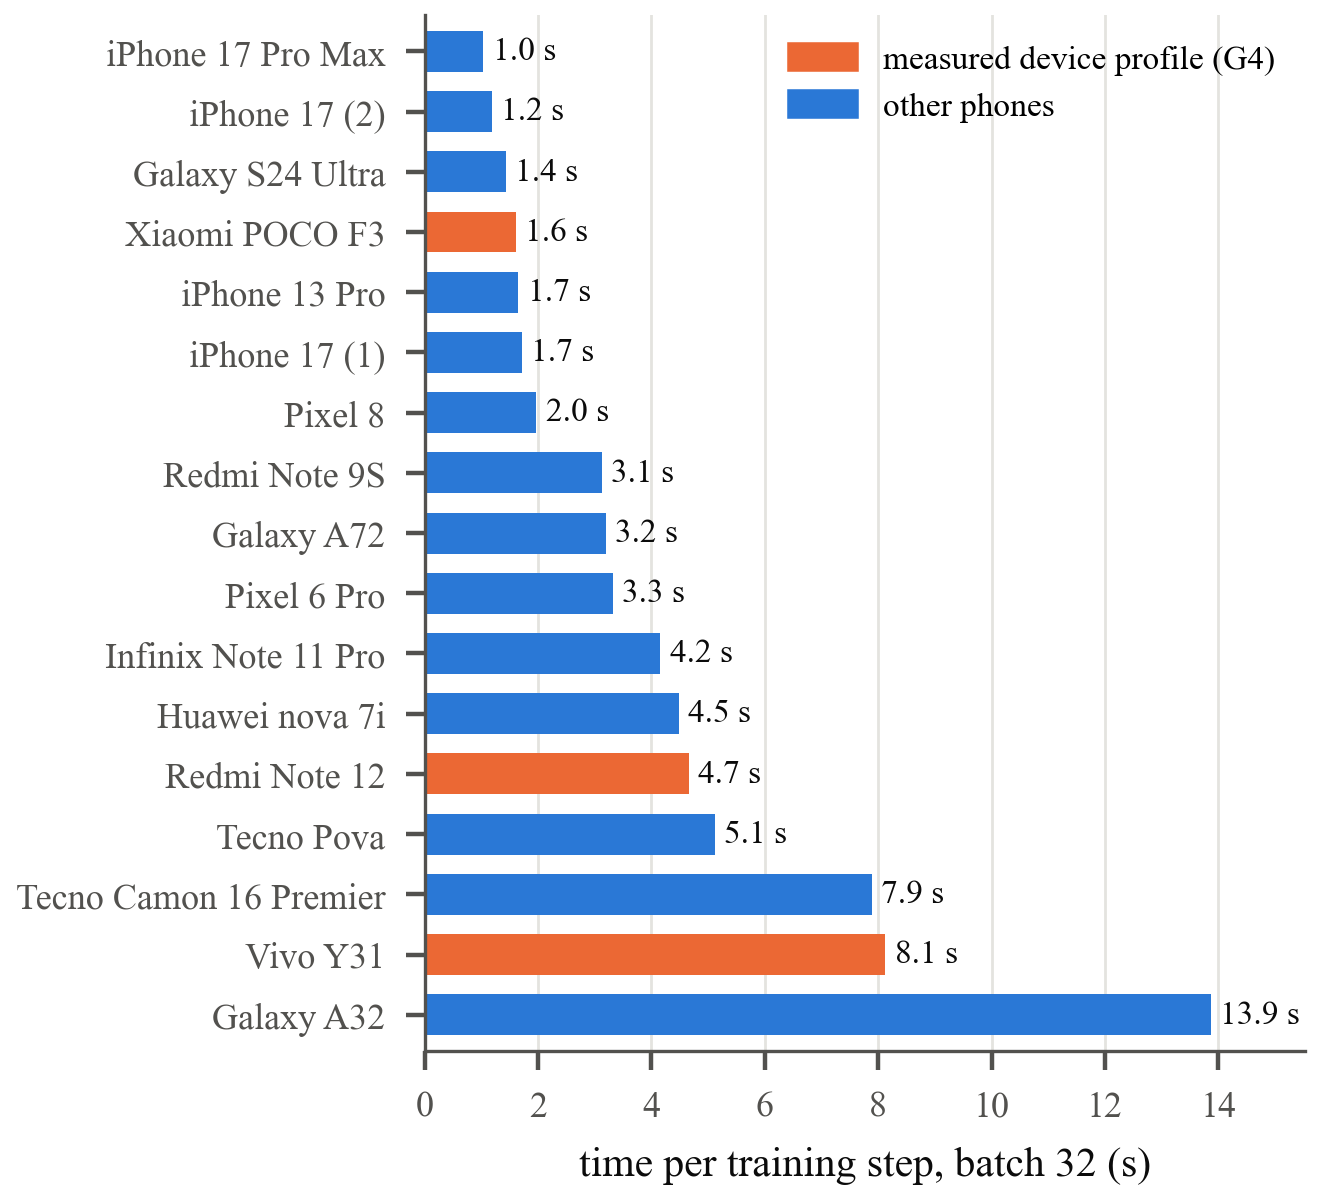 iPhone 17 Pro Max 1.0 s
iPhone 17 (2) 1.2 s
Galaxy S24 Ultra 1.4 s
Xiaomi POCO F3 1.6 s
iPhone 13 Pro 1.7 s
iPhone 17 (1) 1.7 s
Pixel 8 2.0 s
Redmi Note 9S 3.1 s
Galaxy A72 3.2 s
Pixel 6 Pro 3.3 s
Infinix Note 11 Pro 4.2 s
Huawei nova 7i 4.5 s
Redmi Note 12 4.7 s
Tecno Pova 5.1 s
Tecno Camon 16 Premier 7.9 s
Vivo Y31 8.1 s
Galaxy A32 13.9 s
measured device profile (G4)
other phones
0 2 4 6 8 10 12 14
time per training step, batch 32 (s)